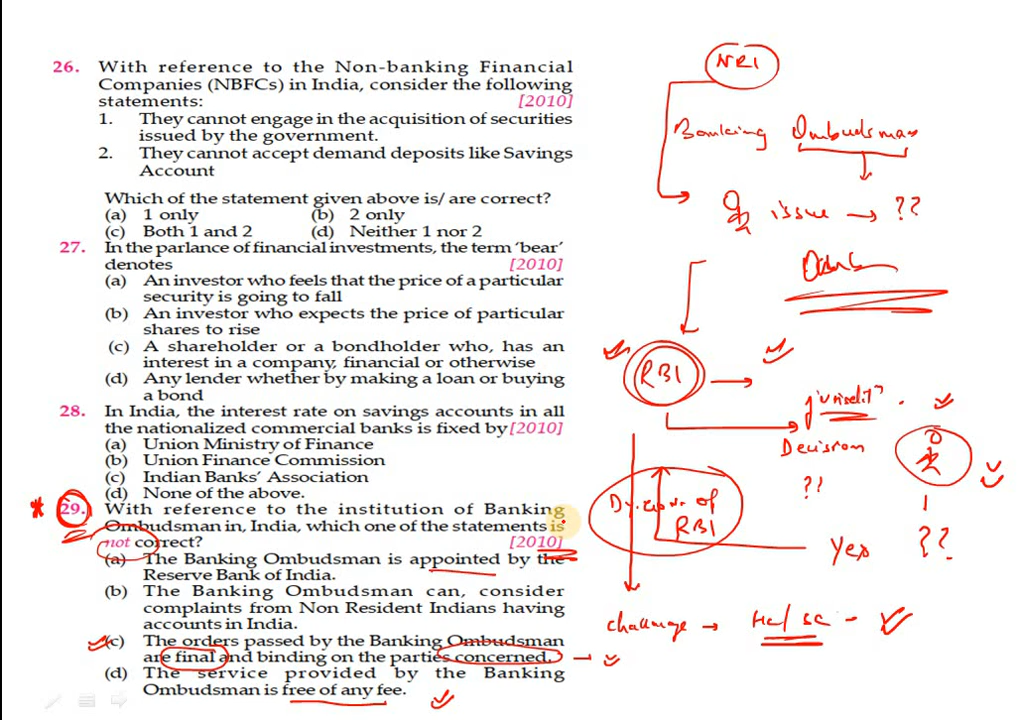 26. With reference to the Non-banking Financial
Companies (NBFCs) in India, consider the following
statements: [2010]
1. They cannot engage in the acquisition of securities
issued by the government.
2. They cannot accept demand deposits like Savings
Account
Which of the statement given above is/ are correct?
(a) 1 only (b) 2 only
(c) Both 1 and 2 (d) Neither 1 nor 2
27. In the parlance of financial investments, the term 'bear'
denotes [2010]
(a) An investor who feels that the price of a particular
security is going to fall
(b) An investor who expects the price of particular
shares to rise
(c) A shareholder or a bondholder who, has an
interest in a company, financial or otherwise
(d) Any lender whether by making a loan or buying
a bond
28. In India, the interest rate on savings accounts in all
the nationalized commercial banks is fixed by [2010]
(a) Union Ministry of Finance
(b) Union Finance Commission
(c) Indian Banks' Association
(d) None of the above.
29. With reference to the institution of Banking
Ombudsman in, India, which one of the statements is
not correct? [2010]
(a) The Banking Ombudsman is appointed by the
Reserve Bank of India.
(b) The Banking Ombudsman can, consider
complaints from Non Resident Indians having
accounts in India.
(c) The orders passed by the Banking Ombudsman
are final and binding on the parties concerned.
(d) The service provided by the Banking
Ombudsman is free of any fee.
NRI
Banking Ombudsman
issue → ??
RBI
Decision
??
of
RBI
Yes
??
challenge → HC/SC